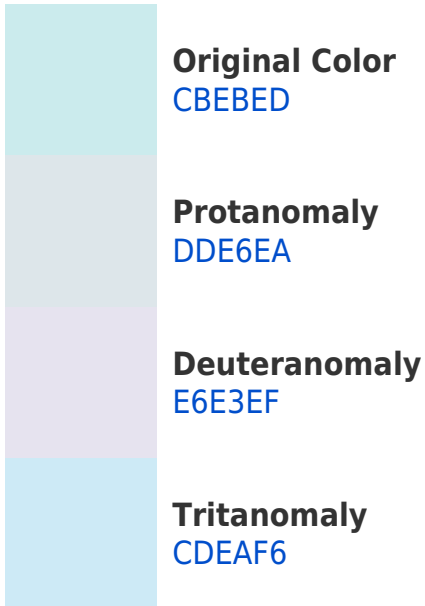 Original Color
CBEBED
Protanomaly
DDE6EA
Deuteranomaly
E6E3EF
Tritanomaly
CDEAF6